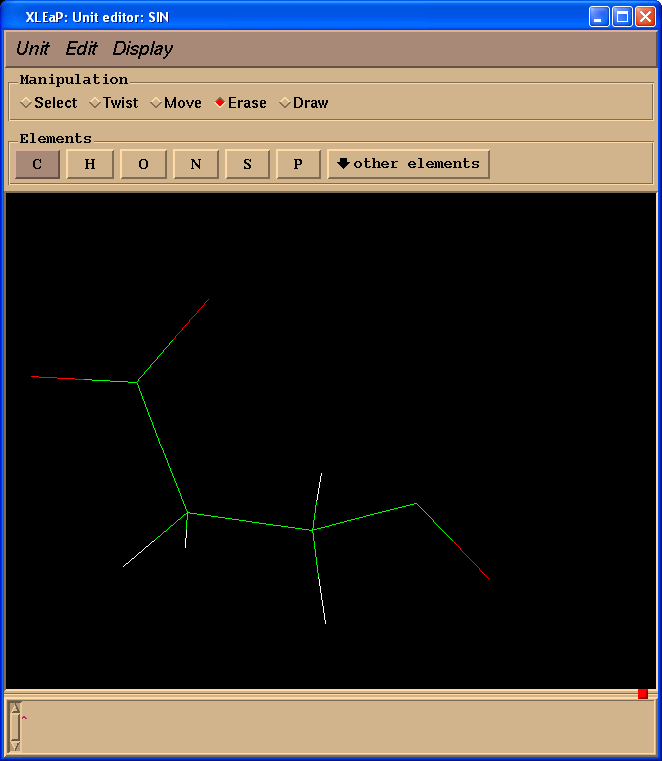 XLEaP: Unit editor: SIN
Unit Edit Display
Manipulation
Select Twist Move Erase Draw
Elements
C H O N S P other elements
^